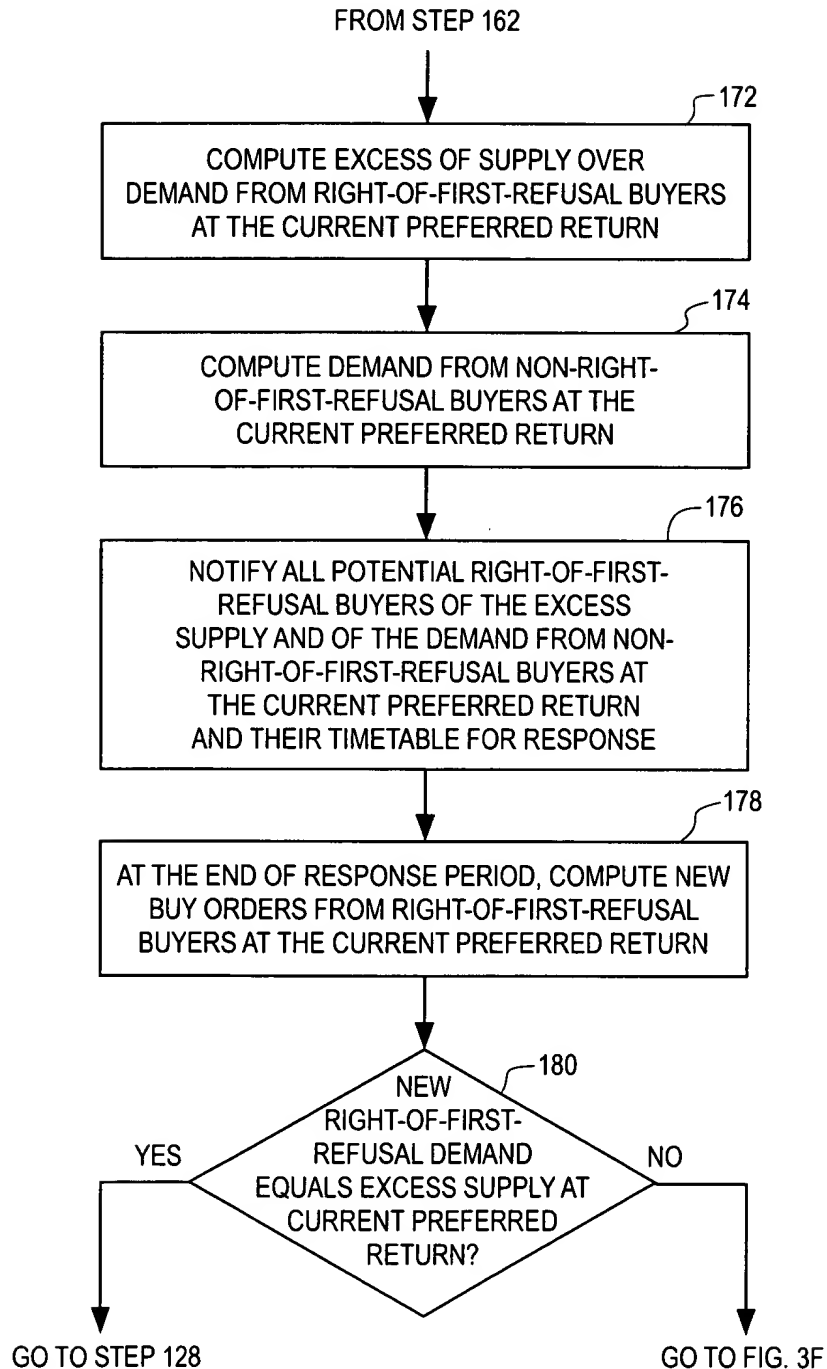 FROM STEP 162
172
COMPUTE EXCESS OF SUPPLY OVER
DEMAND FROM RIGHT-OF-FIRST-REFUSAL BUYERS
AT THE CURRENT PREFERRED RETURN
174
COMPUTE DEMAND FROM NON-RIGHT-
OF-FIRST-REFUSAL BUYERS AT THE
CURRENT PREFERRED RETURN
176
NOTIFY ALL POTENTIAL RIGHT-OF-FIRST-
REFUSAL BUYERS OF THE EXCESS
SUPPLY AND OF THE DEMAND FROM NON-
RIGHT-OF-FIRST-REFUSAL BUYERS AT
THE CURRENT PREFERRED RETURN
AND THEIR TIMETABLE FOR RESPONSE
178
AT THE END OF RESPONSE PERIOD, COMPUTE NEW
BUY ORDERS FROM RIGHT-OF-FIRST-REFUSAL
BUYERS AT THE CURRENT PREFERRED RETURN
180
NEW
RIGHT-OF-FIRST-
REFUSAL DEMAND
EQUALS EXCESS SUPPLY AT
CURRENT PREFERRED
RETURN?
YES
NO
GO TO STEP 128
GO TO FIG. 3F